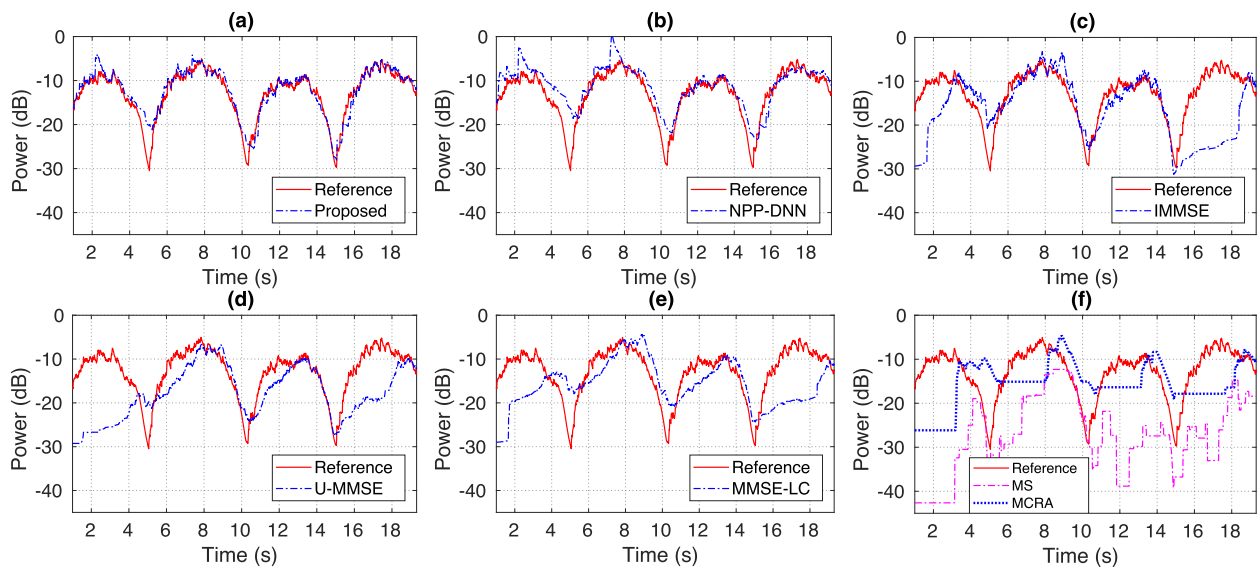 (a)
0
-10
-20
-30
-40
Power (dB)
Reference
Proposed
2 4 6 8 10 12 14 16 18
Time (s)
(b)
0
-10
-20
-30
-40
Power (dB)
Reference
NPP-DNN
2 4 6 8 10 12 14 16 18
Time (s)
(c)
0
-10
-20
-30
-40
Power (dB)
Reference
IMMSE
2 4 6 8 10 12 14 16 18
Time (s)
(d)
0
-10
-20
-30
-40
Power (dB)
Reference
U-MMSE
2 4 6 8 10 12 14 16 18
Time (s)
(e)
0
-10
-20
-30
-40
Power (dB)
Reference
MMSE-LC
2 4 6 8 10 12 14 16 18
Time (s)
(f)
0
-10
-20
-30
-40
Power (dB)
Reference
MS
MCRA
2 4 6 8 10 12 14 16 18
Time (s)